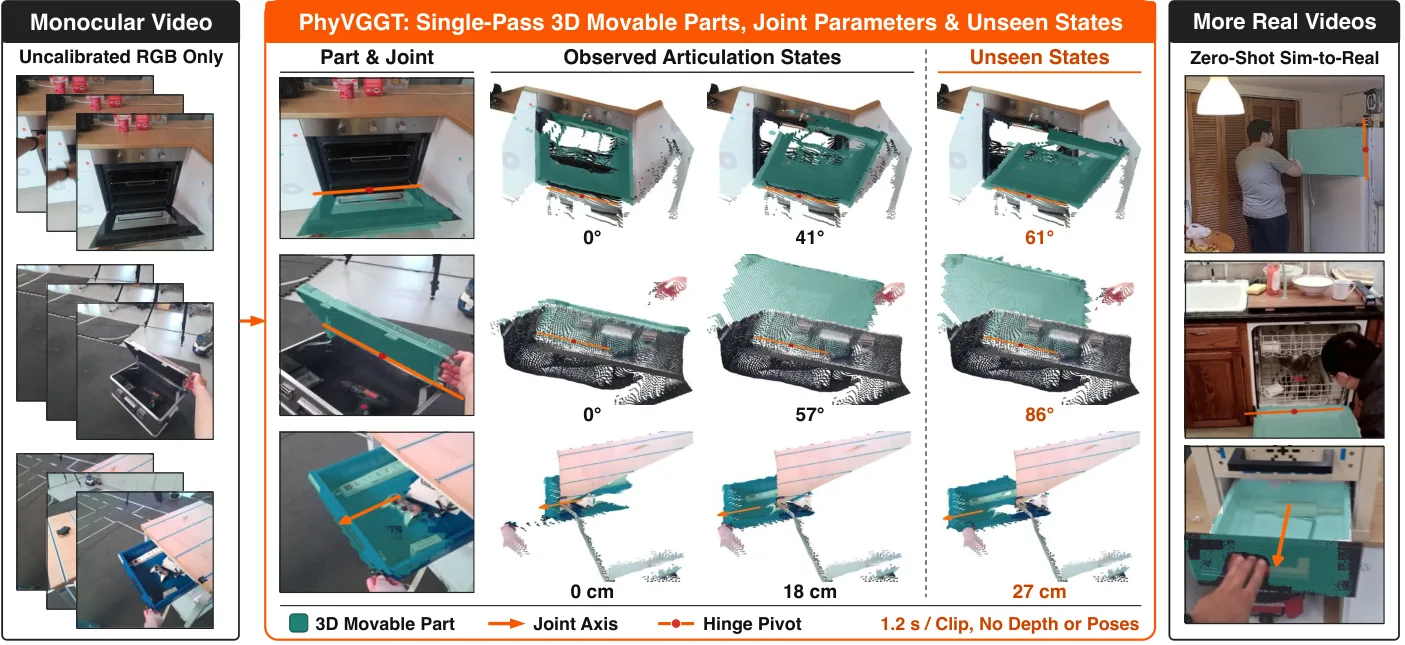 Monocular Video
Uncalibrated RGB Only
PhyVGGT: Single-Pass 3D Movable Parts, Joint Parameters & Unseen States
Part & Joint
Observed Articulation States
Unseen States
0°
41°
61°
0°
57°
86°
0 cm
18 cm
27 cm
3D Movable Part
Joint Axis
Hinge Pivot
1.2 s / Clip, No Depth or Poses
More Real Videos
Zero-Shot Sim-to-Real